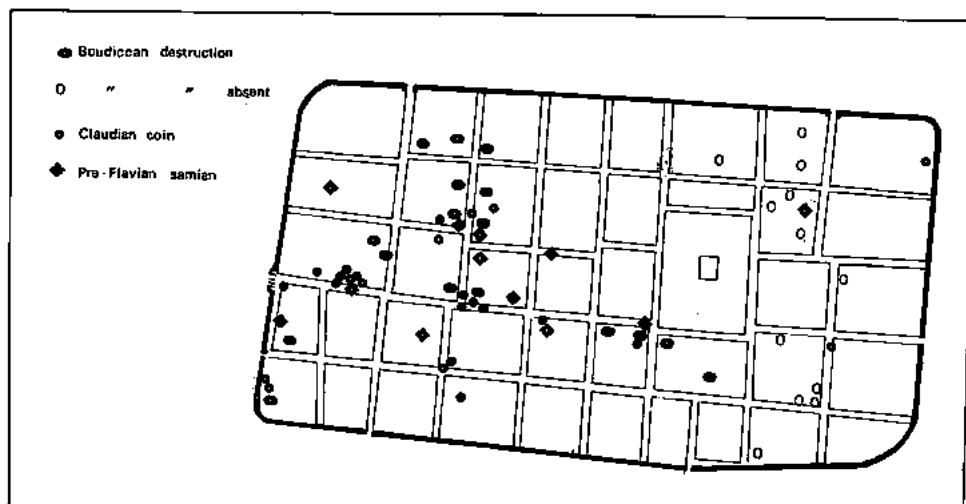 Boudiccan destruction
" " absent
Claudian coin
Pre-Flavian samian